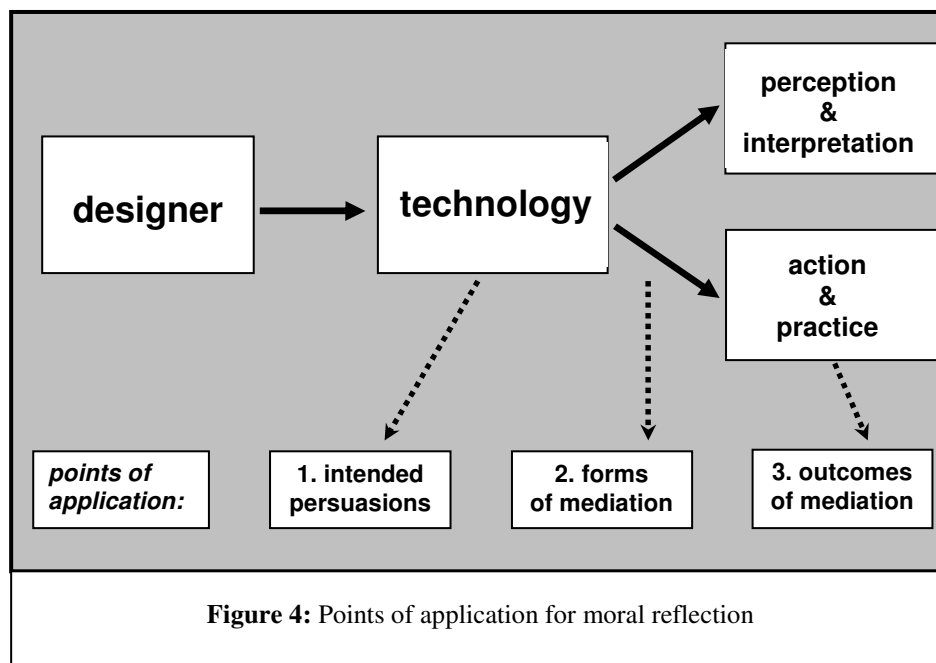 designer
technology
perception
&
interpretation
action
&
practice
points of
application:
1. intended
persuasions
2. forms
of mediation
3. outcomes
of mediation
Figure 4: Points of application for moral reflection